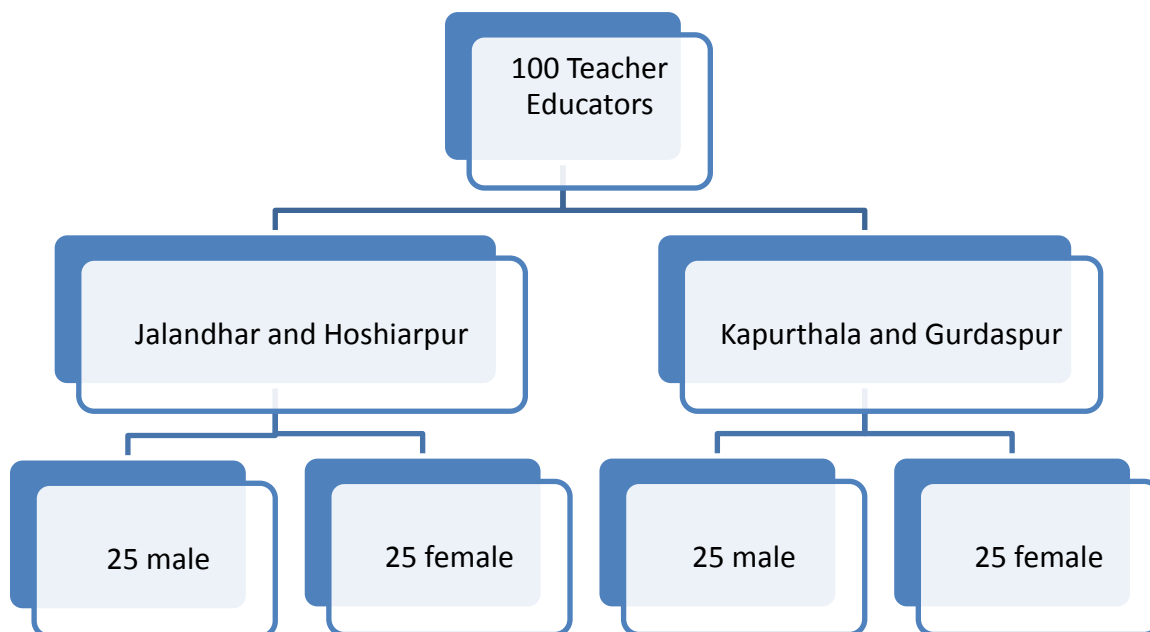 100 Teacher
Educators
Jalandhar and Hoshiarpur
Kapurthala and Gurdaspur
25 male
25 female
25 male
25 female